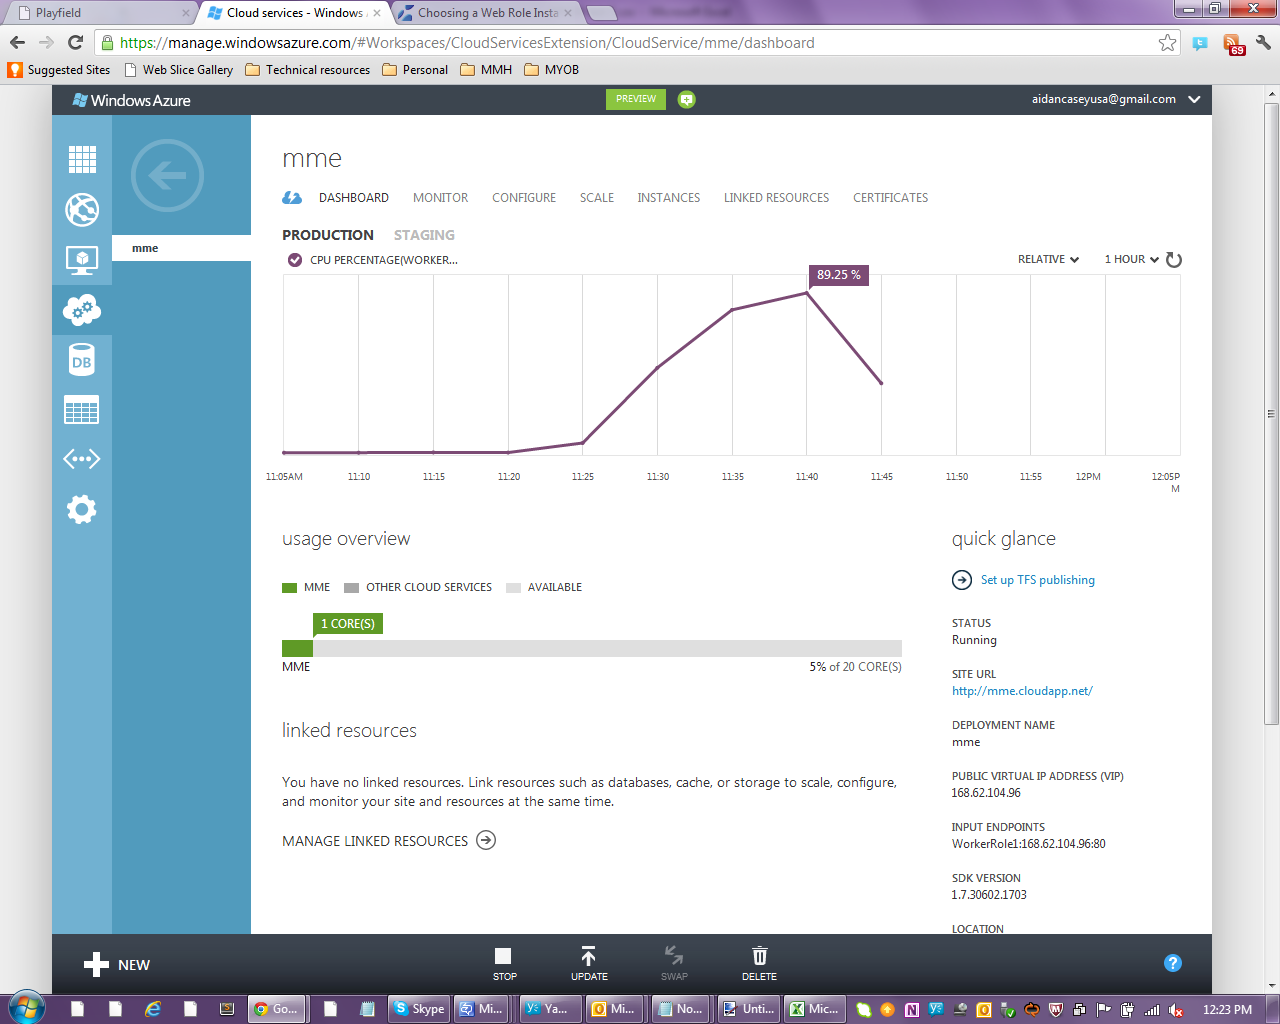 Playfield
Cloud services - Windows
Choosing a Web Role Insta
https://manage.windowsazure.com/#Workspaces/CloudServicesExtension/CloudService/mme/dashboard
69
Suggested Sites Web Slice Gallery Technical resources Personal MMH MYOB
Windows Azure PREVIEW aidancaseyusa@gmail.com
mme
mme
DASHBOARD MONITOR CONFIGURE SCALE INSTANCES LINKED RESOURCES CERTIFICATES
PRODUCTION STAGING
CPU PERCENTAGE(WORKER... RELATIVE 1 HOUR
89.25 %
DB
11:05AM 11:10 11:15 11:20 11:25 11:30 11:35 11:40 11:45 11:50 11:55 12PM 12:05P
M
usage overview
MME OTHER CLOUD SERVICES AVAILABLE
1 CORE(S)
MME 5% of 20 CORE(S)
linked resources
You have no linked resources. Link resources such as databases, cache, or storage to scale, configure,
and monitor your site and resources at the same time.
MANAGE LINKED RESOURCES
quick glance
Set up TFS publishing
STATUS
Running
SITE URL
http://mme.cloudapp.net/
DEPLOYMENT NAME
mme
PUBLIC VIRTUAL IP ADDRESS (VIP)
168.62.104.96
INPUT ENDPOINTS
WorkerRole1:168.62.104.96:80
SDK VERSION
1.7.30602.1703
LOCATION
NEW STOP UPDATE SWAP DELETE ?
Go... Skype Mi... Ya... Mi... No... Unti... Mic... 12:23 PM